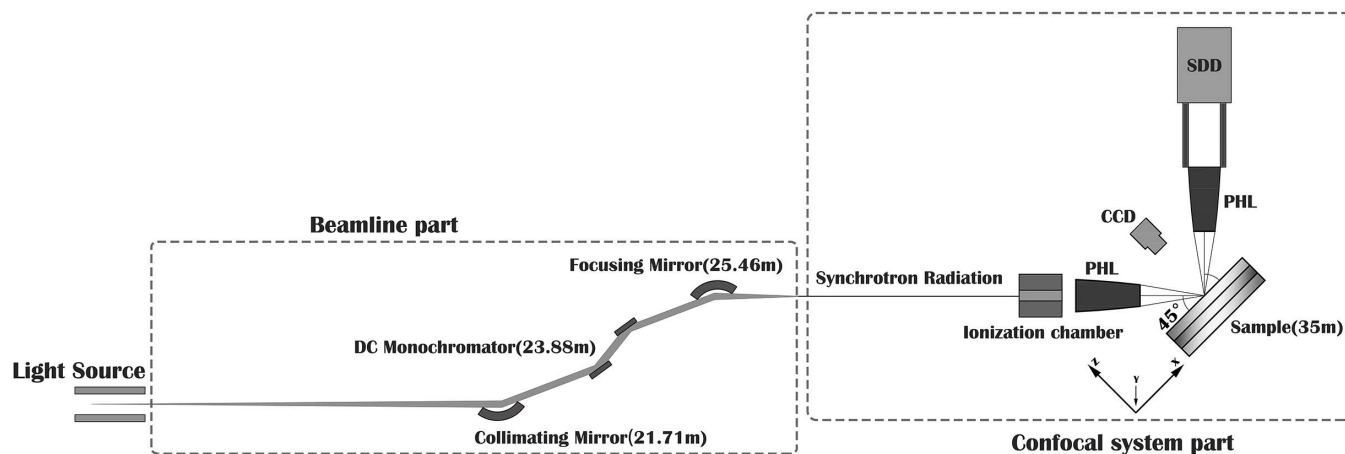 SDD
PHL
CCD
Beamline part
Focusing Mirror(25.46m)
Synchrotron Radiation
PHL
45°
Ionization chamber
Sample(35m)
DC Monochromator(23.88m)
Light Source
Z
Y
X
Collimating Mirror(21.71m)
Confocal system part